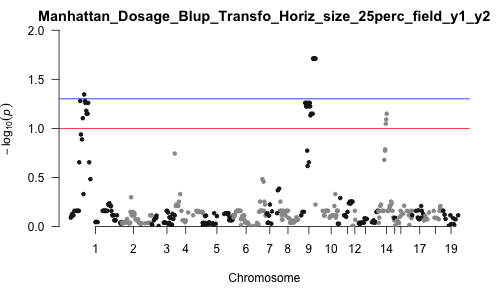 Manhattan_Dosage_Blup_Transfo_Horiz_size_25perc_field_y1_y2
2.0
1.5
1.0
0.5
0.0
− log10(p)
1 2 3 4 5 6 7 8 9 10 12 14 17 19
Chromosome